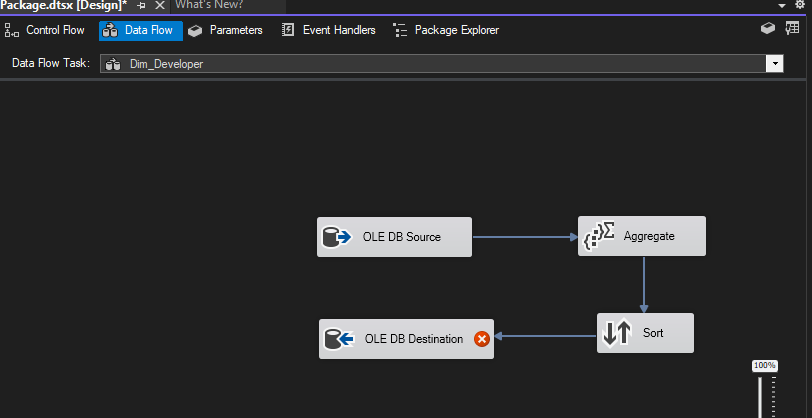 Package.dtsx [Design]* What's New?
Control Flow Data Flow Parameters Event Handlers Package Explorer
Data Flow Task: Dim_Developer
OLE DB Source Aggregate
OLE DB Destination Sort
100%